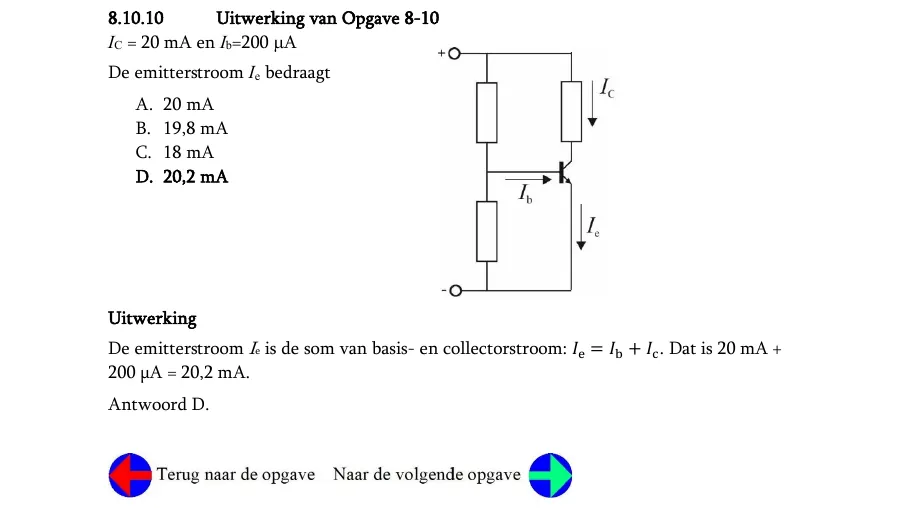 8.10.10 Uitwerking van Opgave 8-10
IC = 20 mA en Ib=200 µA
De emitterstroom Ie bedraagt
A. 20 mA
B. 19,8 mA
C. 18 mA
D. 20,2 mA
+
IC
Ib
Ie
-
Uitwerking
De emitterstroom Ie is de som van basis- en collectorstroom: Ie = Ib + Ic. Dat is 20 mA +
200 µA = 20,2 mA.
Antwoord D.
Terug naar de opgave Naar de volgende opgave